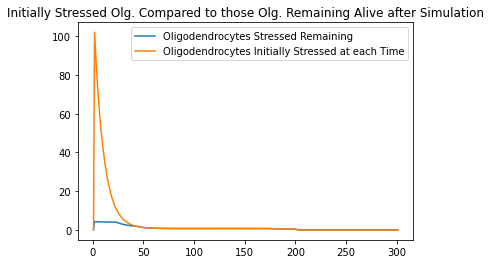 Initially Stressed Olg. Compared to those Olg. Remaining Alive after Simulation
Oligodendrocytes Stressed Remaining
Oligodendrocytes Initially Stressed at each Time
100
80
60
40
20
0
0 50 100 150 200 250 300